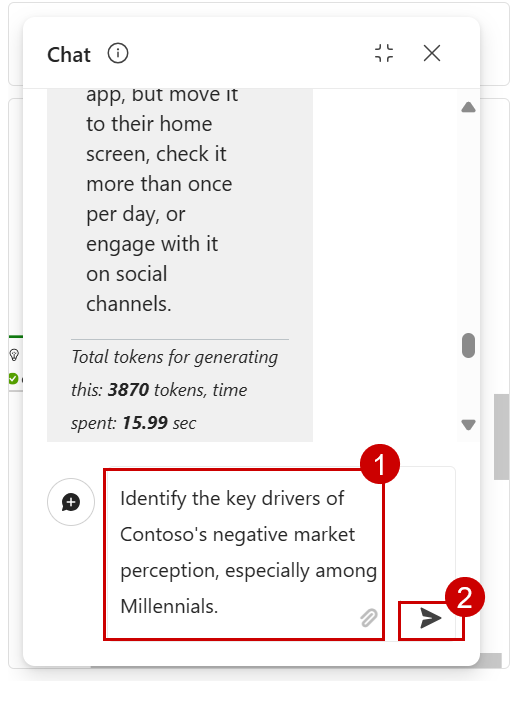 Chat
app, but move it
to their home
screen, check it
more than once
per day, or
engage with it
on social
channels.
Total tokens for generating
this: 3870 tokens, time
spent: 15.99 sec
1
Identify the key drivers of
Contoso's negative market
perception, especially among
Millennials.
2